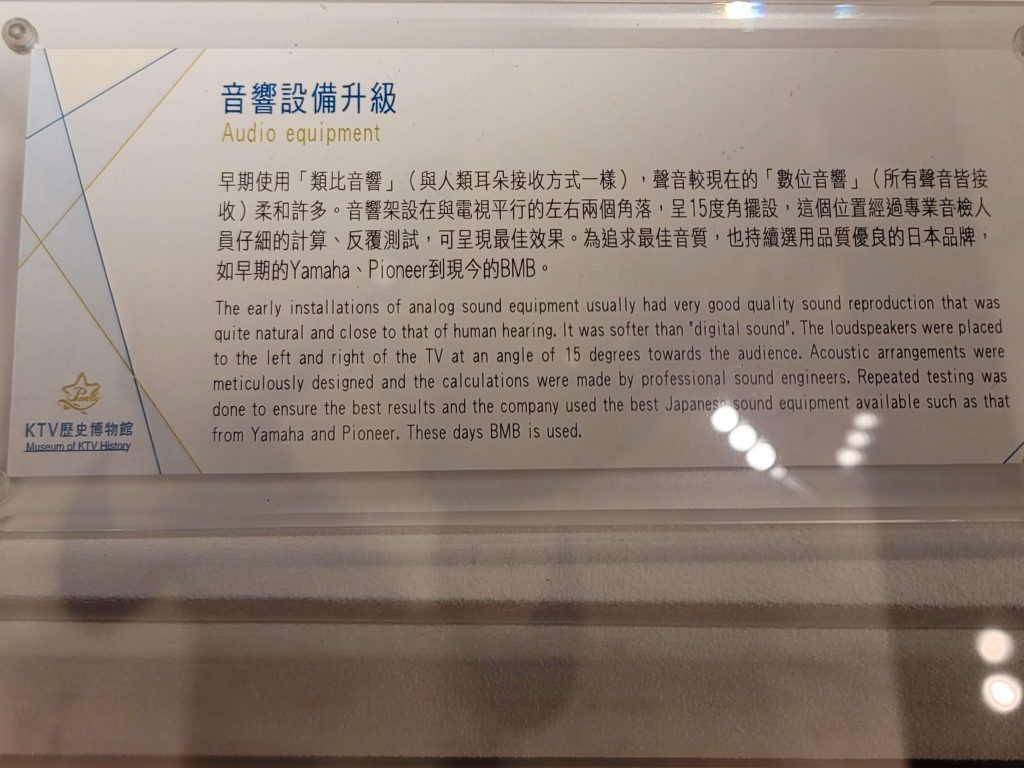 音響設備升級
Audio equipment
早期使用「類比音響」（與人類耳朵接收方式一樣），聲音較現在的「數位音響」（所有聲音皆接
收）柔和許多。音響架設在與電視平行的左右兩個角落，呈15度角擺設，這個位置經過專業音檢人
員仔細的計算、反覆測試，可呈現最佳效果。為追求最佳音質，也持續選用品質優良的日本品牌，
如早期的Yamaha、Pioneer到現今的BMB。
The early installations of analog sound equipment usually had very good quality sound reproduction that was
quite natural and close to that of human hearing. It was softer than "digital sound". The loudspeakers were placed
to the left and right of the TV at an angle of 15 degrees towards the audience. Acoustic arrangements were
meticulously designed and the calculations were made by professional sound engineers. Repeated testing was
done to ensure the best results and the company used the best Japanese sound equipment available such as that
from Yamaha and Pioneer. These days BMB is used.
KTV歷史博物館
Museum of KTV History